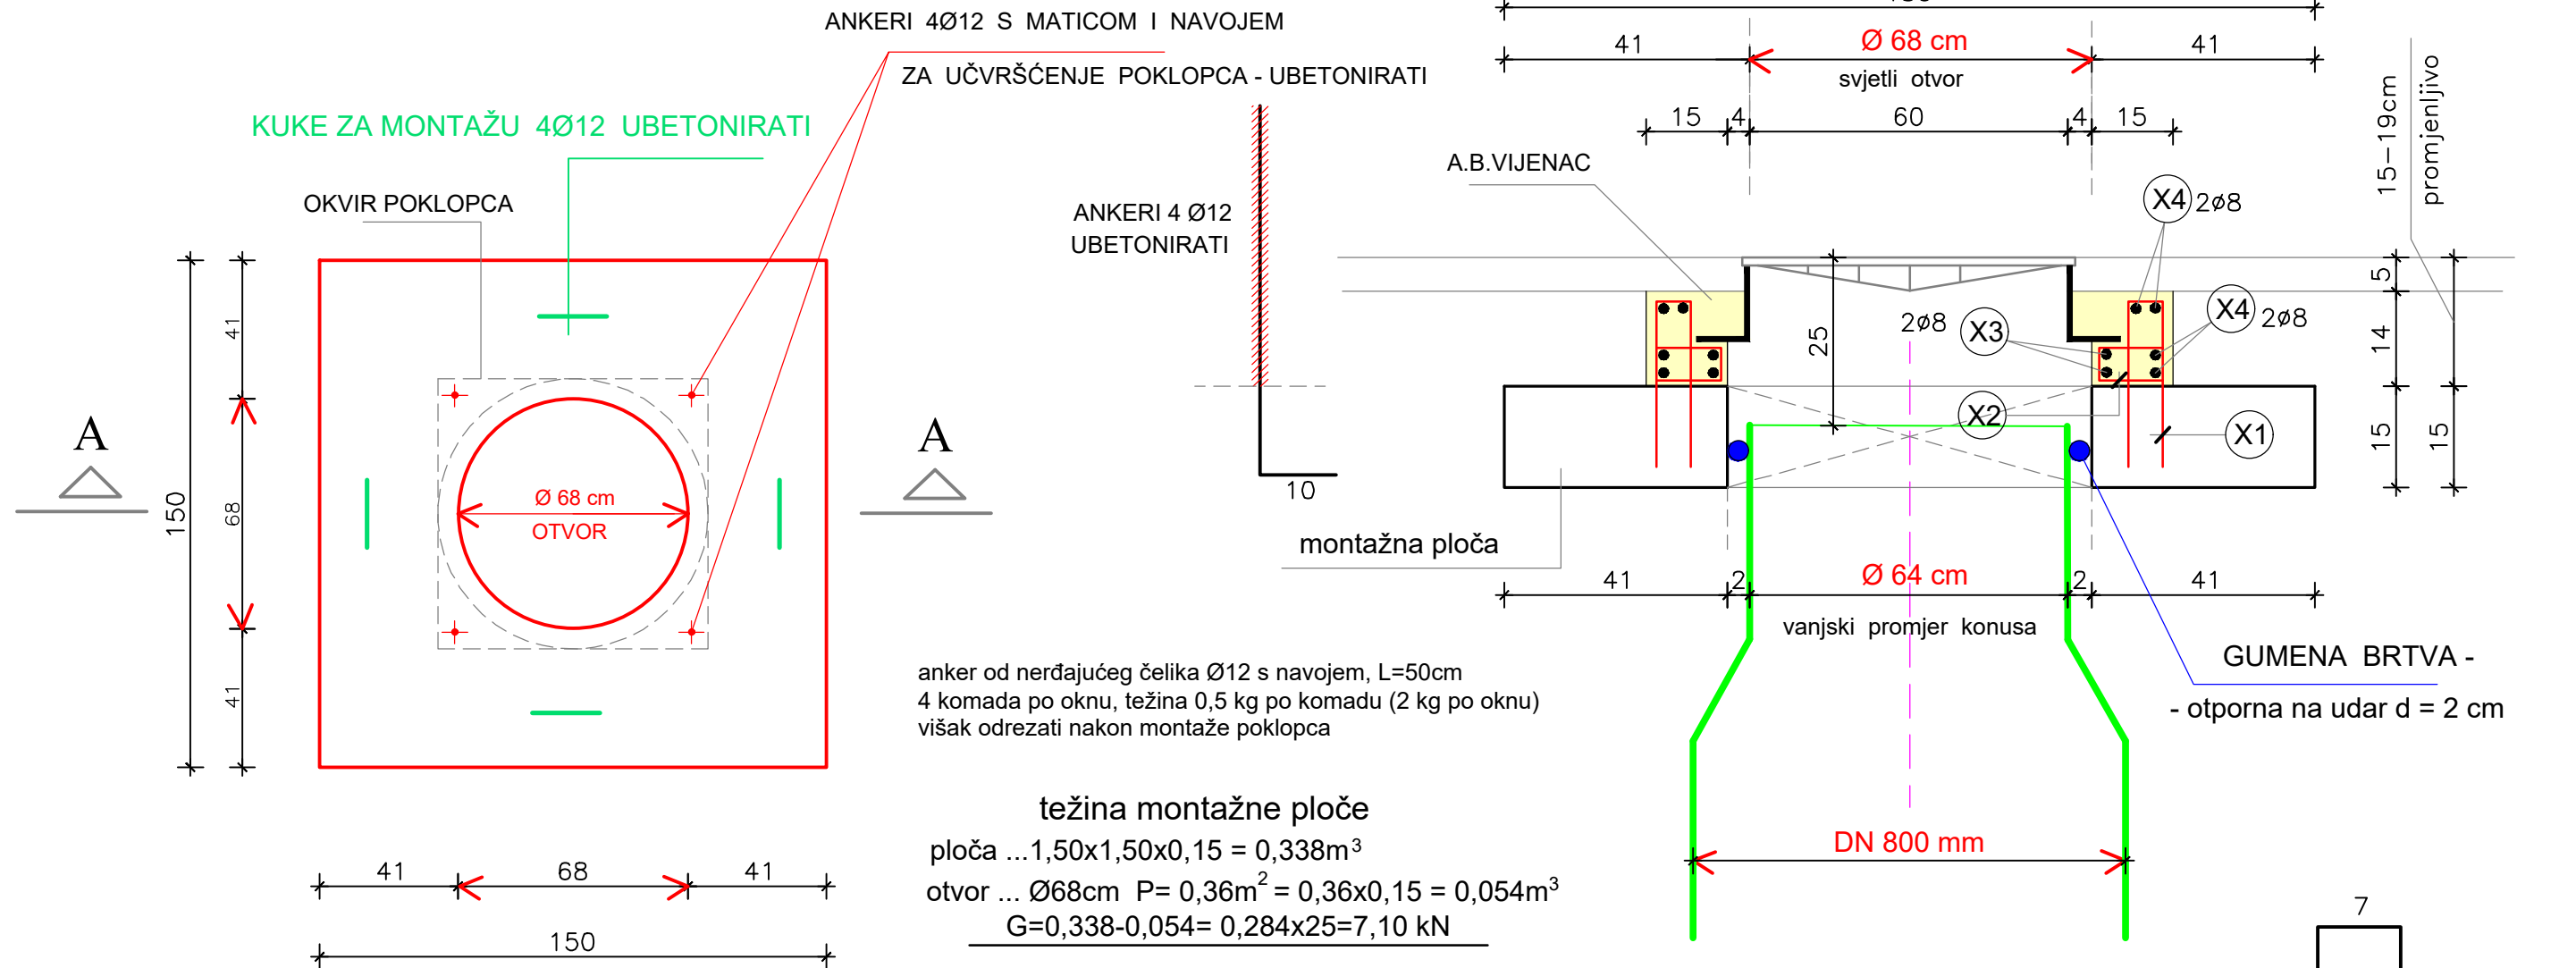 ANKERI 4Ø12 S MATICOM I NAVOJEM
ZA UČVRŠĆENJE POKLOPCA - UBETONIRATI
KUKE ZA MONTAŽU 4Ø12 UBETONIRATI
OKVIR POKLOPCA
150
41
68
41
A
A
Ø 68 cm
OTVOR
41
68
41
150
ANKERI 4 Ø12
UBETONIRATI
10
anker od nerđajućeg čelika Ø12 s navojem, L=50cm
4 komada po oknu, težina 0,5 kg po komadu (2 kg po oknu)
višak odrezati nakon montaže poklopca
težina montažne ploče
ploča ...1,50x1,50x0,15 = 0,338m³
otvor ... Ø68cm P= 0,36m² = 0,36x0,15 = 0,054m³
G=0,338-0,054= 0,284x25=7,10 kN
41
Ø 68 cm
41
svjetli otvor
15
4
60
4
15
A.B.VIJENAC
15-19cm
promjenljivo
X4 2ø8
X4 2ø8
2ø8 X3
X2
X1
25
5
14
15
15
montažna ploča
41
2
Ø 64 cm
2
41
vanjski promjer konusa
GUMENA BRTVA -
- otporna na udar d = 2 cm
DN 800 mm
7